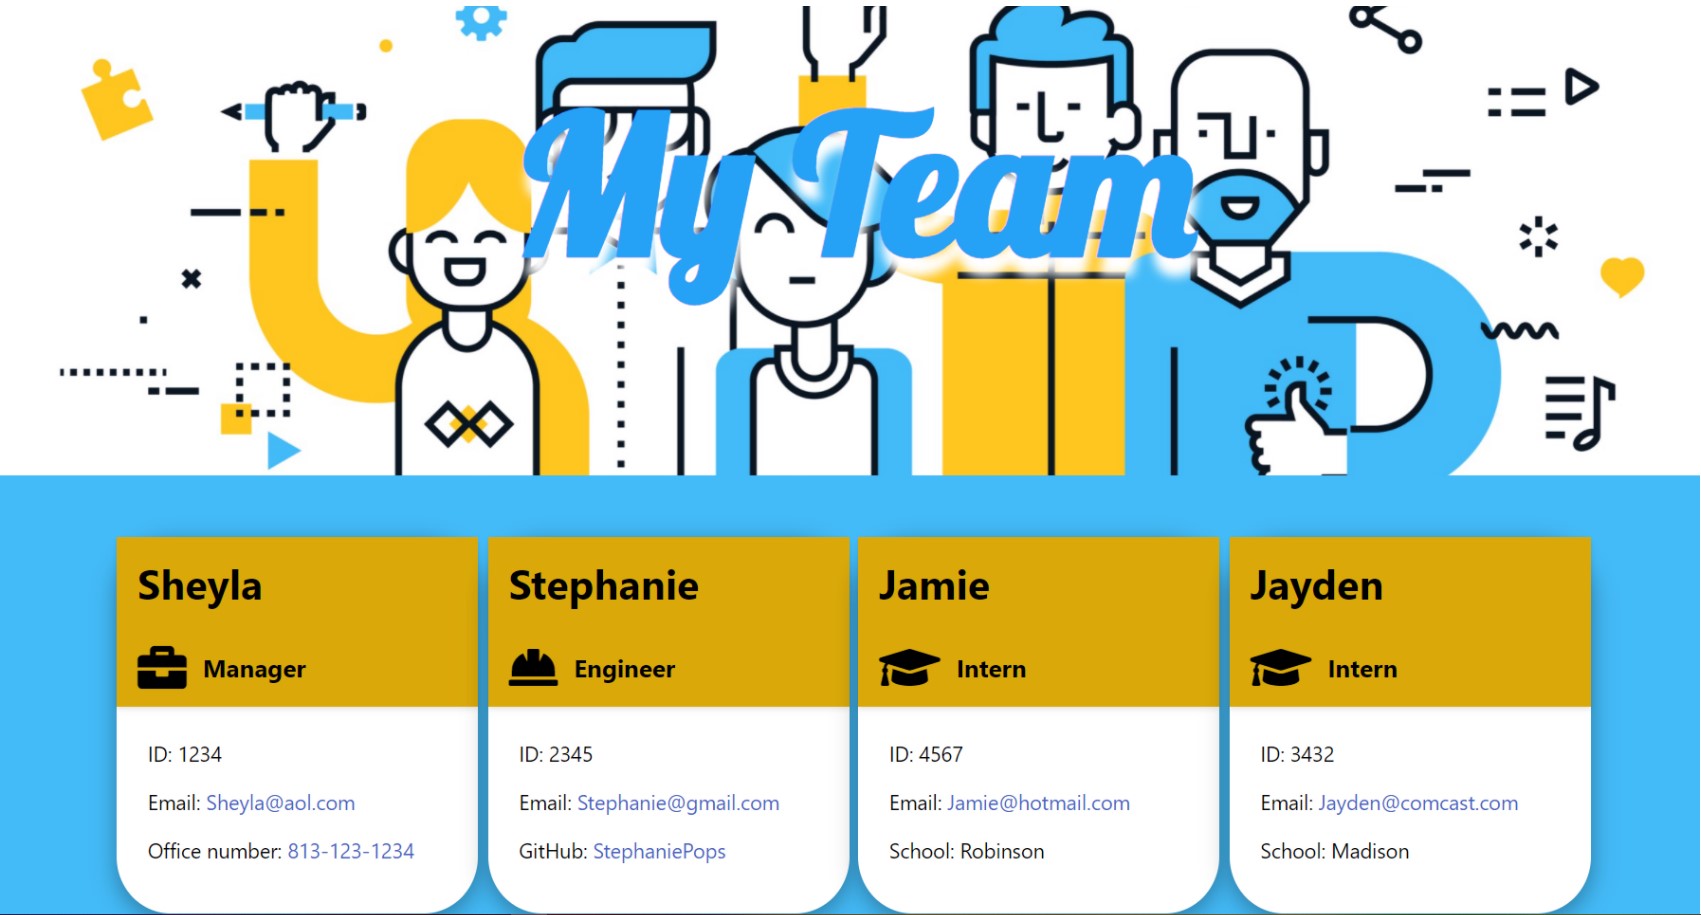 My Team
Sheyla
Manager
ID: 1234
Email: Sheyla@aol.com
Office number: 813-123-1234
Stephanie
Engineer
ID: 2345
Email: Stephanie@gmail.com
GitHub: StephaniePops
Jamie
Intern
ID: 4567
Email: Jamie@hotmail.com
School: Robinson
Jayden
Intern
ID: 3432
Email: Jayden@comcast.com
School: Madison